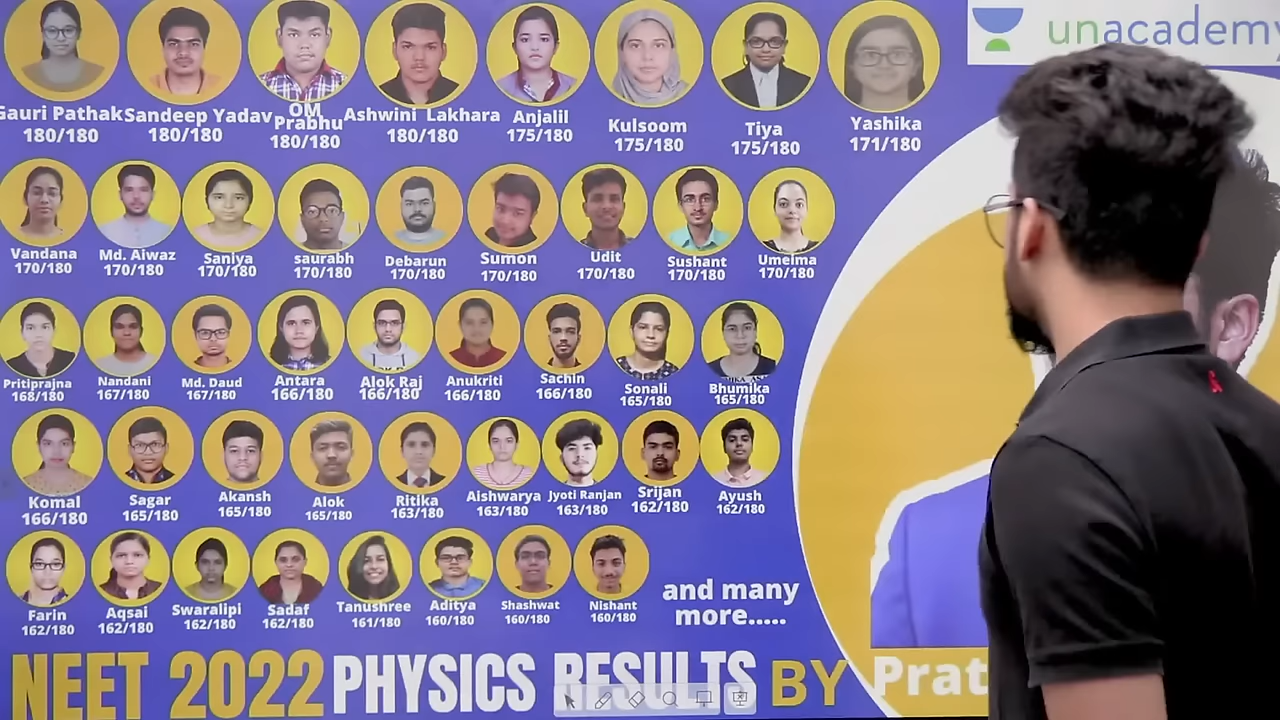 unacademy
Gauri Pathak Sandeep Yadav OM Prabhu Ashwini Lakhara Anjalil Kulsoom Tiya Yashika
180/180 180/180 180/180 180/180 175/180 175/180 175/180 171/180
Vandana Md. Aiwaz Saniya saurabh Debarun Sumon Udit Sushant Umeima
170/180 170/180 170/180 170/180 170/180 170/180 170/180 170/180 170/180
Pritiprajna Nandani Md. Daud Antara Alok Raj Anukriti Sachin Sonali Bhumika
168/180 167/180 167/180 166/180 166/180 166/180 166/180 165/180 165/180
Komal Sagar Akansh Alok Ritika Aishwarya Jyoti Ranjan Srijan Ayush
166/180 165/180 165/180 165/180 163/180 163/180 163/180 162/180 162/180
Farin Aqsai Swaralipi Sadaf Tanushree Aditya Shashwat Nishant
162/180 162/180 162/180 162/180 161/180 160/180 160/180 160/180
and many
more.....
NEET 2022 PHYSICS RESULTS BY Prat